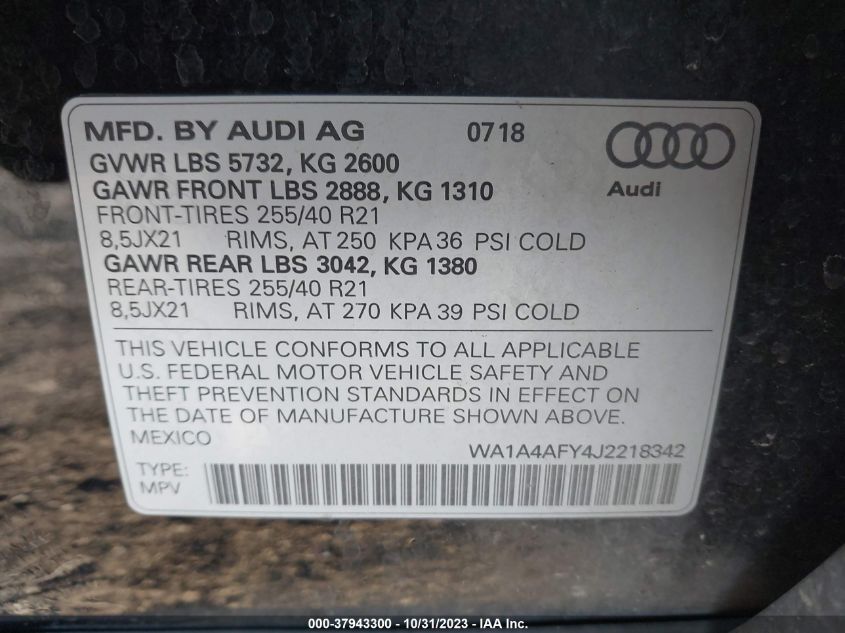 MFD. BY AUDI AG 0718
GVWR LBS 5732, KG 2600
GAWR FRONT LBS 2888, KG 1310
Audi
FRONT-TIRES 255/40 R21
8,5JX21 RIMS, AT 250 KPA 36 PSI COLD
GAWR REAR LBS 3042, KG 1380
REAR-TIRES 255/40 R21
8,5JX21 RIMS, AT 270 KPA 39 PSI COLD
THIS VEHICLE CONFORMS TO ALL APPLICABLE
U.S. FEDERAL MOTOR VEHICLE SAFETY AND
THEFT PREVENTION STANDARDS IN EFFECT ON
THE DATE OF MANUFACTURE SHOWN ABOVE.
MEXICO
WA1A4AFY4J2218342
TYPE:
MPV
000-37943300 - 10/31/2023 - IAA Inc.